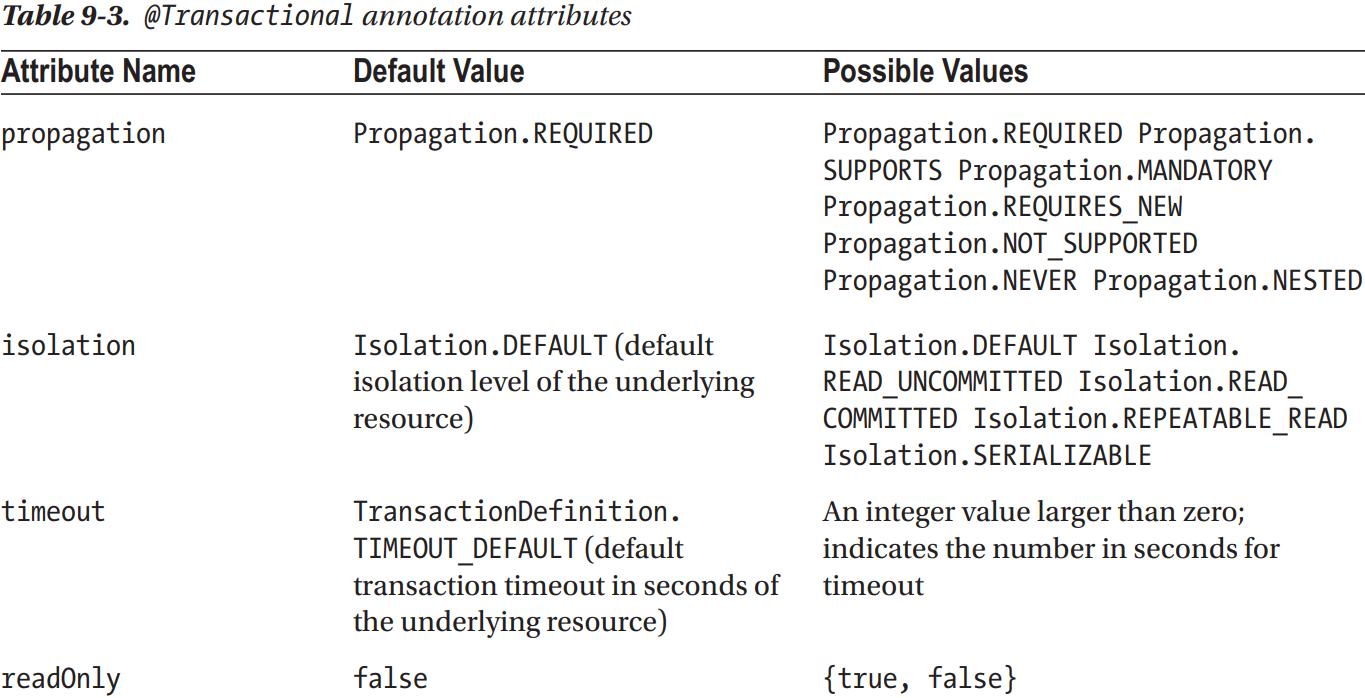 Table 9-3. @Transactional annotation attributes
Attribute Name Default Value Possible Values
propagation Propagation.REQUIRED Propagation.REQUIRED Propagation.
SUPPORTS Propagation.MANDATORY
Propagation.REQUIRES_NEW
Propagation.NOT_SUPPORTED
Propagation.NEVER Propagation.NESTED
isolation Isolation.DEFAULT (default Isolation.DEFAULT Isolation.
isolation level of the underlying READ_UNCOMMITTED Isolation.READ_
resource) COMMITTED Isolation.REPEATABLE_READ
Isolation.SERIALIZABLE
timeout TransactionDefinition. An integer value larger than zero;
TIMEOUT_DEFAULT (default indicates the number in seconds for
transaction timeout in seconds of timeout
the underlying resource)
readOnly false {true, false}